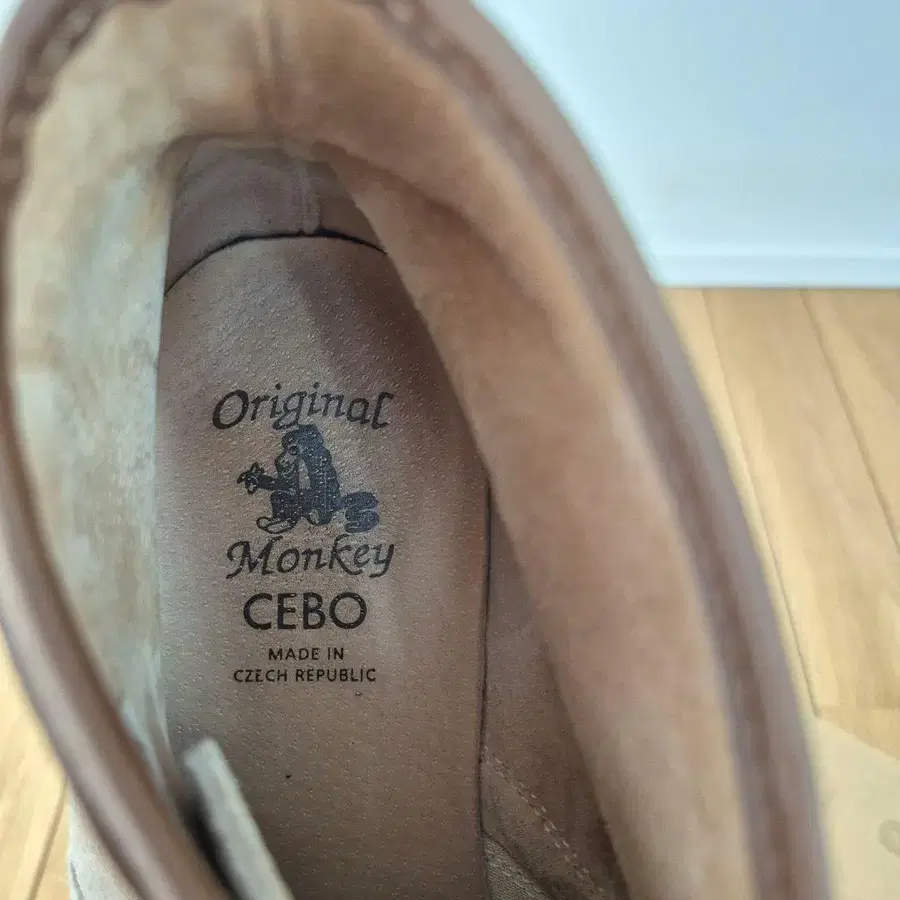 Original
Monkey
CEBO
MADE IN
CZECH REPUBLIC